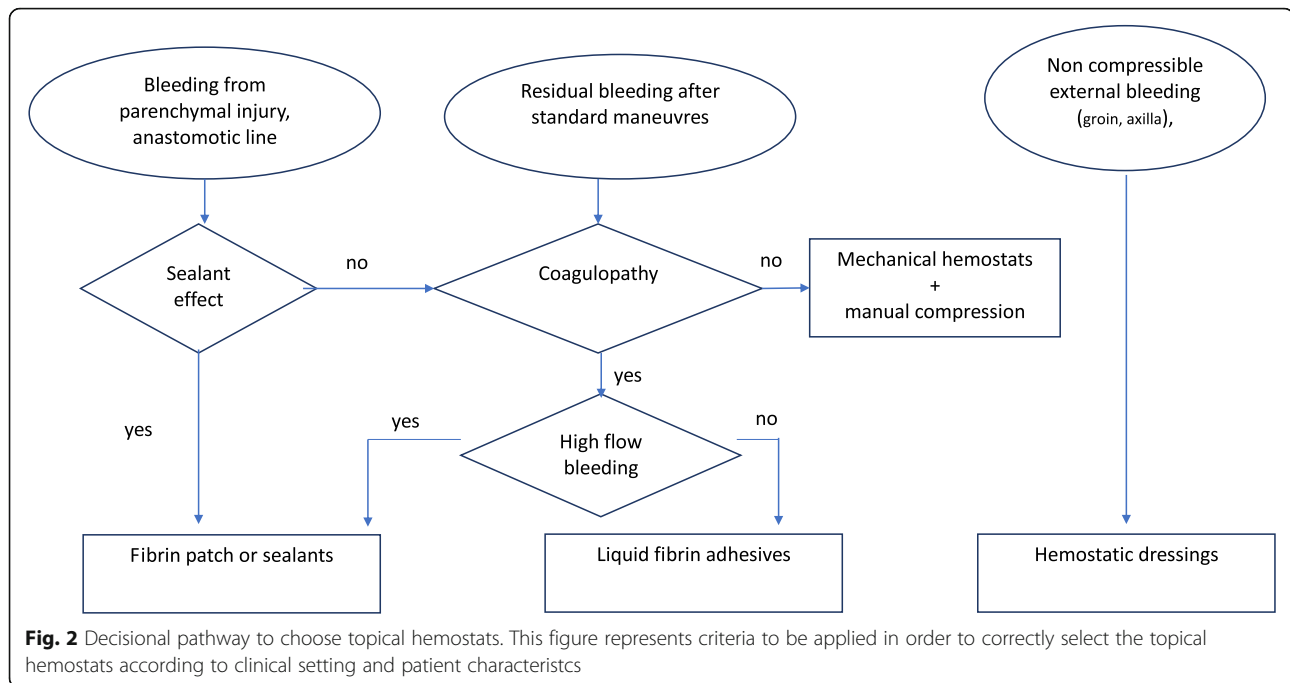 Bleeding from
parenchymal injury,
anastomotic line
Residual bleeding after
standard maneuvres
Non compressible
external bleeding
(groin, axilla),
Sealant
effect
no
Coagulopathy
no
Mechanical hemostats
+
manual compression
yes
yes
yes
High flow
bleeding
no
Fibrin patch or sealants
Liquid fibrin adhesives
Hemostatic dressings
Fig. 2 Decisional pathway to choose topical hemostats. This figure represents criteria to be applied in order to correctly select the topical
hemostats according to clinical setting and patient characteristcs